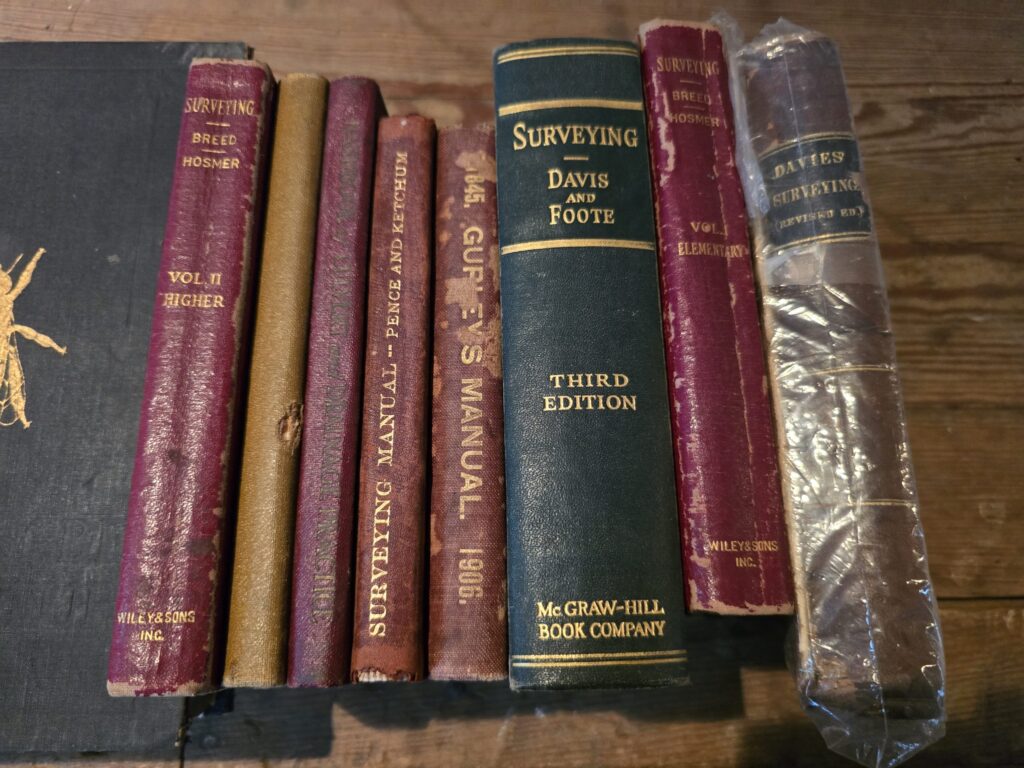 SURVEYING
BREED
HOSMER
VOL. II
HIGHER
WILEY & SONS
INC.
SURVEYING MANUAL -- PENCE AND KETCHUM
1845. GURLEY'S MANUAL. 1906.
SURVEYING
DAVIS
AND
FOOTE
THIRD
EDITION
MCGRAW-HILL
BOOK COMPANY
SURVEYING
BREED
HOSMER
VOL. I
ELEMENTARY
WILEY & SONS
INC.
DAVIES'
SURVEYING.
(REVISED ED.)